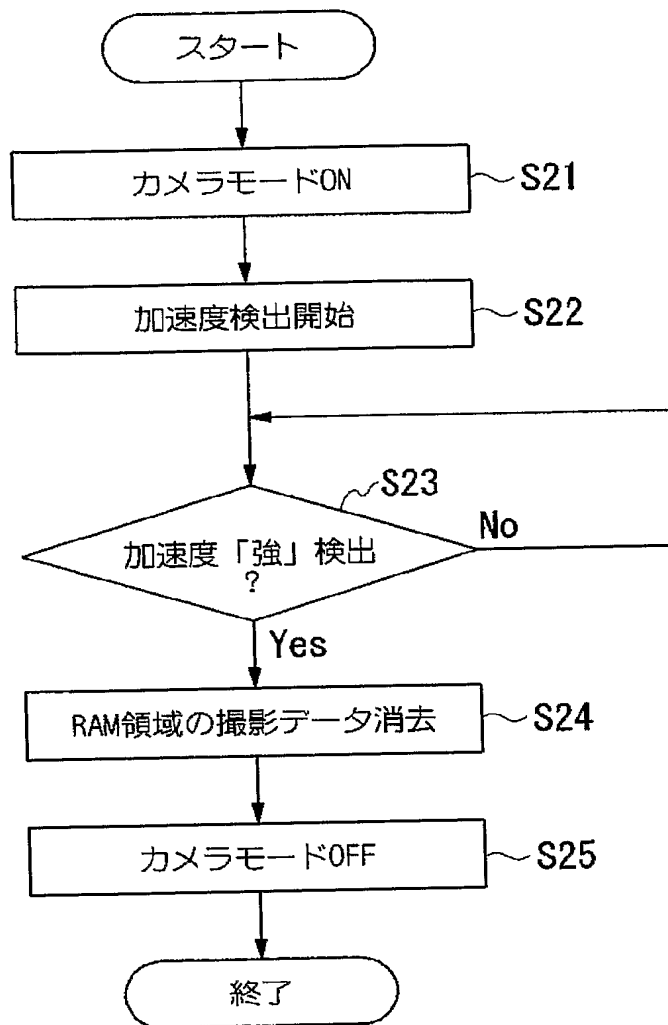 スタート
カメラモードON
S21
加速度検出開始
S22
S23
加速度「強」検出
?
No
Yes
RAM領域の撮影データ消去
S24
カメラモードOFF
S25
終了